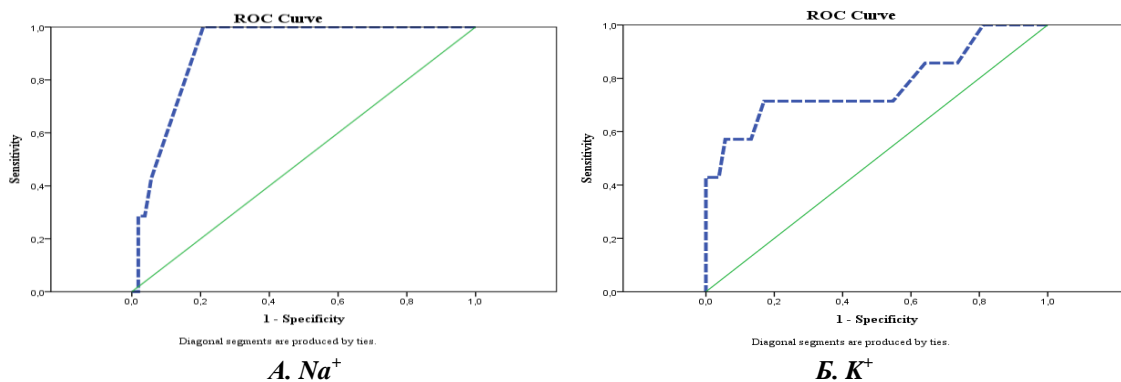 ROC Curve
1,0
0,8
0,6
0,4
0,2
0,0
Sensitivity
0,0 0,2 0,4 0,6 0,8 1,0
1 - Specificity
Diagonal segments are produced by ties.
А. Na+
ROC Curve
1,0
0,8
0,6
0,4
0,2
0,0
Sensitivity
0,0 0,2 0,4 0,6 0,8 1,0
1 - Specificity
Diagonal segments are produced by ties.
Б. K+